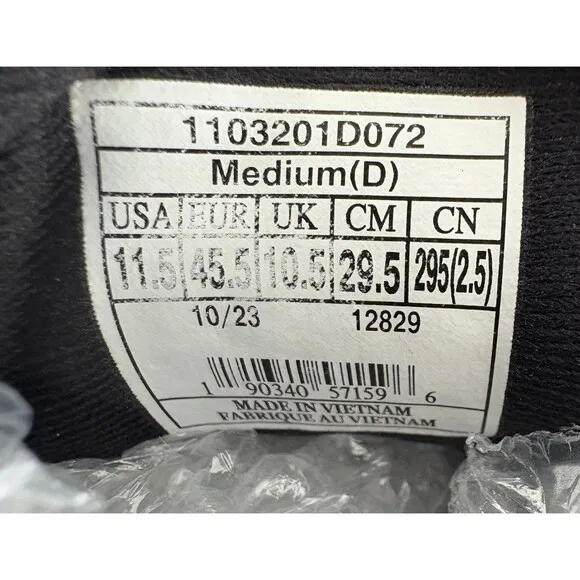 1103201D072
Medium(D)
USA EUR UK CM CN
11.5 45.5 10.5 29.5 295(2.5)
10/23 12829
1 90340 57159 6
MADE IN VIETNAM
FABRIQUE AU VIETNAM